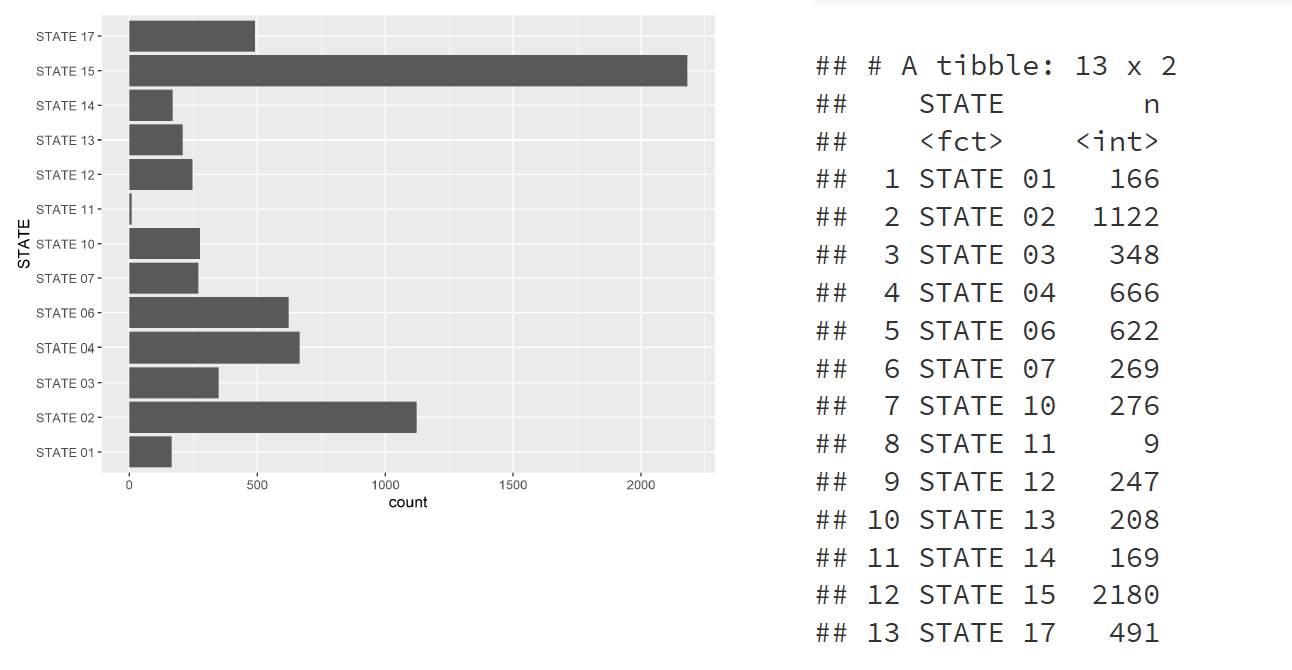 STATE 17
STATE 15
STATE 14
STATE 13
STATE 12
STATE 11
STATE 10
STATE 07
STATE 06
STATE 04
STATE 03
STATE 02
STATE 01
STATE
0 500 1000 1500 2000
count
## # A tibble: 13 x 2
##    STATE        n
##    <fct>    <int>
##  1 STATE 01   166
##  2 STATE 02  1122
##  3 STATE 03   348
##  4 STATE 04   666
##  5 STATE 06   622
##  6 STATE 07   269
##  7 STATE 10   276
##  8 STATE 11     9
##  9 STATE 12   247
## 10 STATE 13   208
## 11 STATE 14   169
## 12 STATE 15  2180
## 13 STATE 17   491